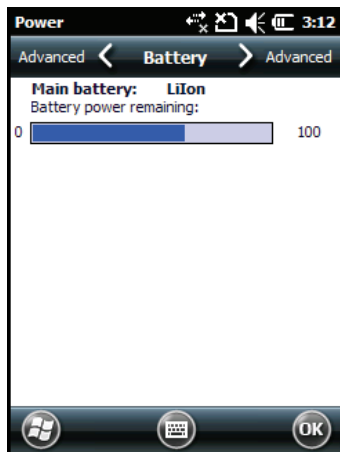 Power 3:12
Advanced Battery Advanced
Main battery: LiIon
Battery power remaining:
0 100
OK